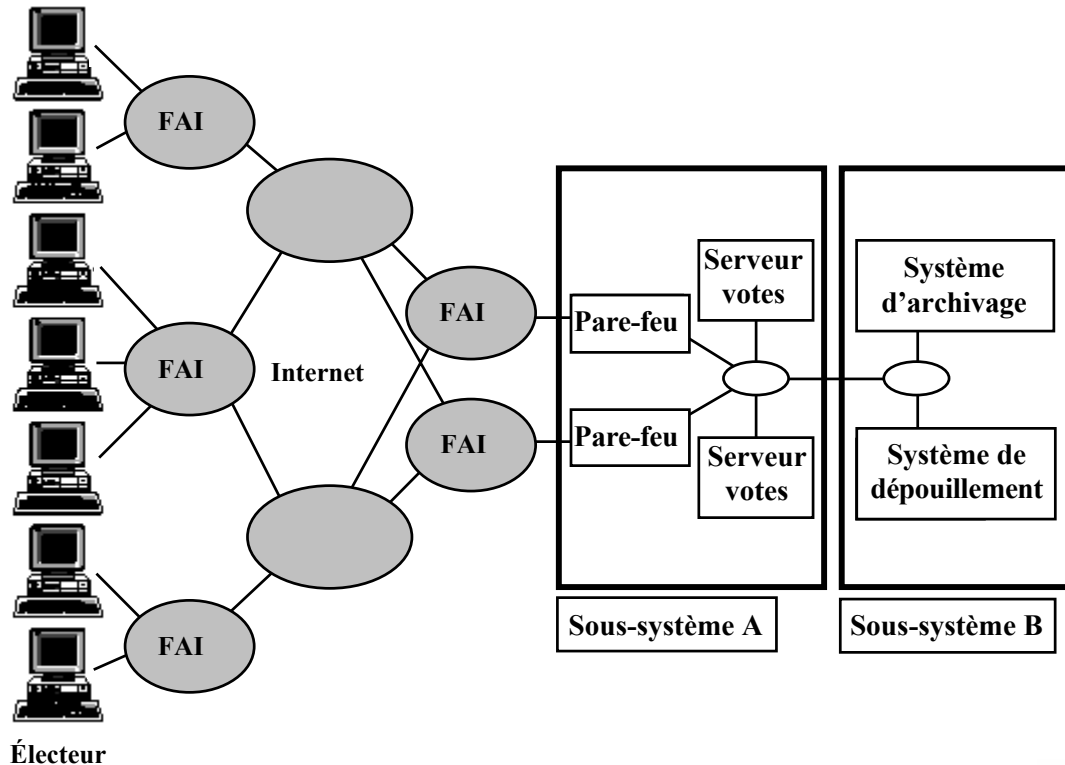 FAI
FAI
Internet
FAI
FAI
FAI
Pare-feu
Pare-feu
Serveur
votes
Serveur
votes
Système
d’archivage
Système de
dépouillement
Sous-système A
Sous-système B
Électeur